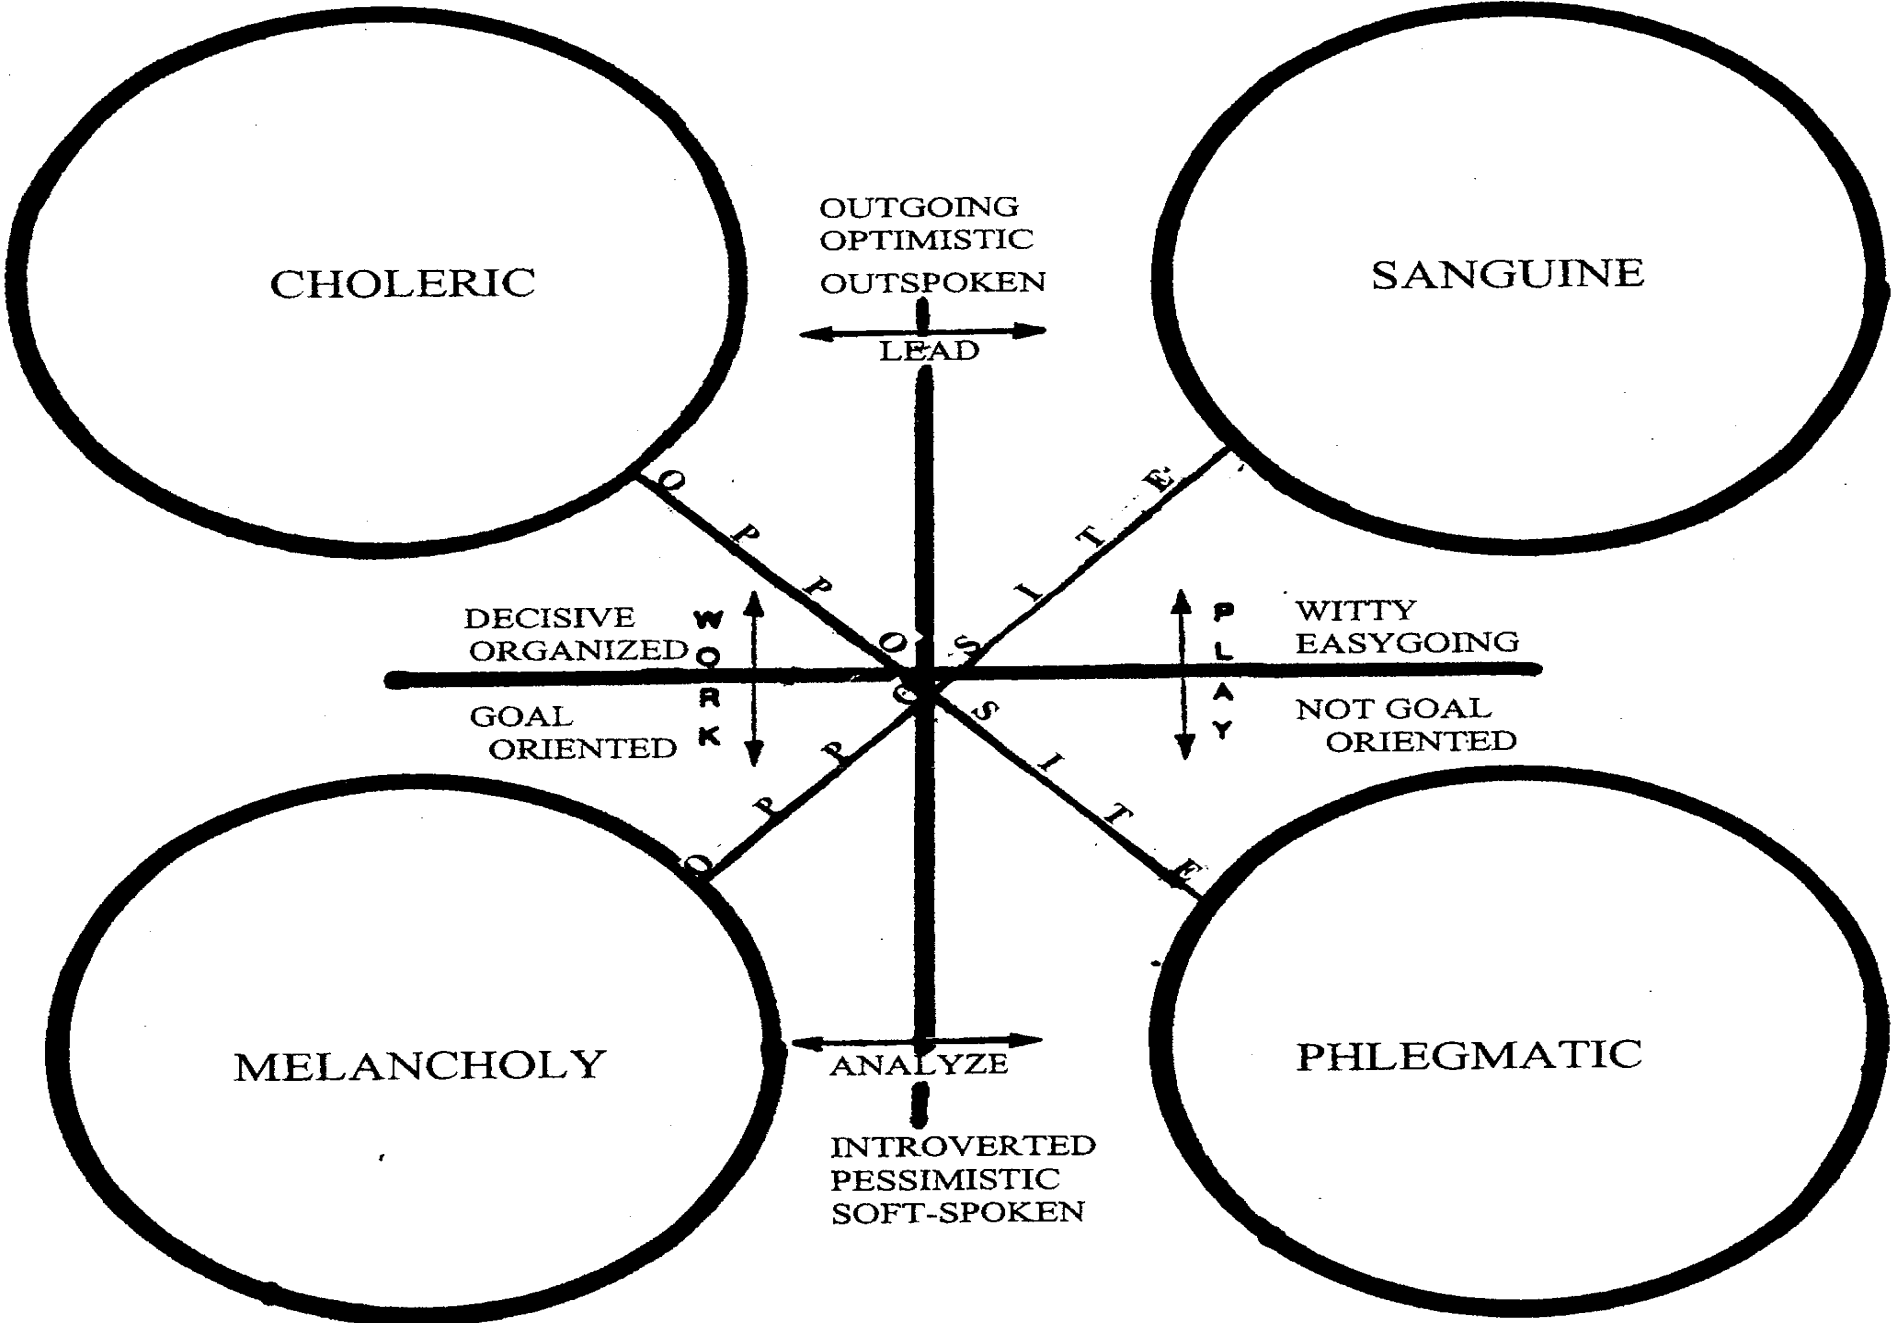 CHOLERIC
SANGUINE
OUTGOING
OPTIMISTIC
OUTSPOKEN
LEAD
OPPOSITE
OPPOSITE
DECISIVE
ORGANIZED
WORK
GOAL
ORIENTED
PLAY
WITTY
EASYGOING
NOT GOAL
ORIENTED
MELANCHOLY
PHLEGMATIC
ANALYZE
INTROVERTED
PESSIMISTIC
SOFT-SPOKEN